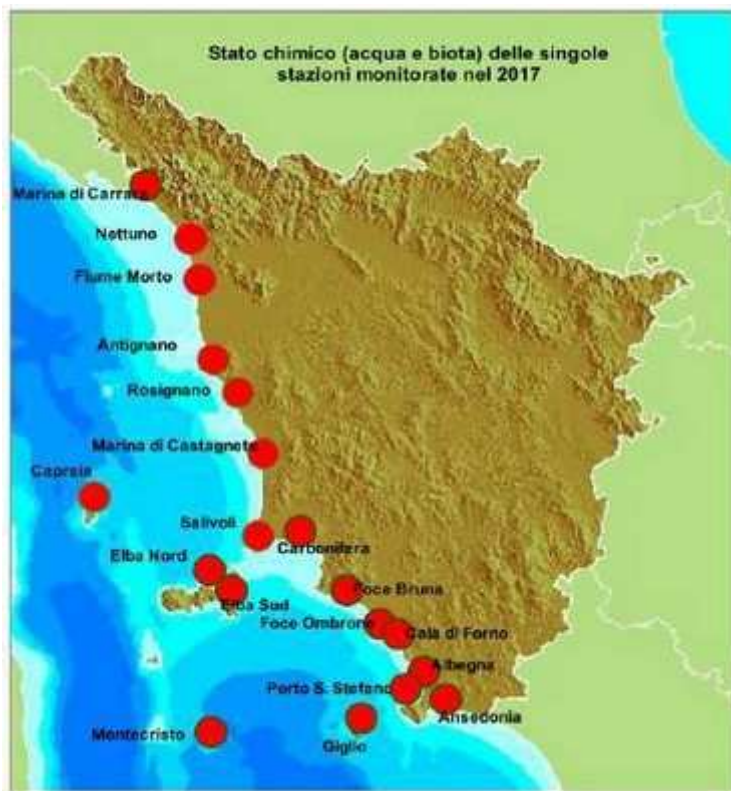 Stato chimico (acqua e biota) delle singole
stazioni monitorate nel 2017
Marina di Carrara
Nettuno
Fiume Morto
Antignano
Rosignano
Marina di Castagneto
Capraia
Salivoli
Carbonifera
Elba Nord
Elba Sud
Foce Bruna
Foce Ombrone
Cala di Forno
Albegna
Porto S. Stefano
Ansedonia
Montecristo
Giglio